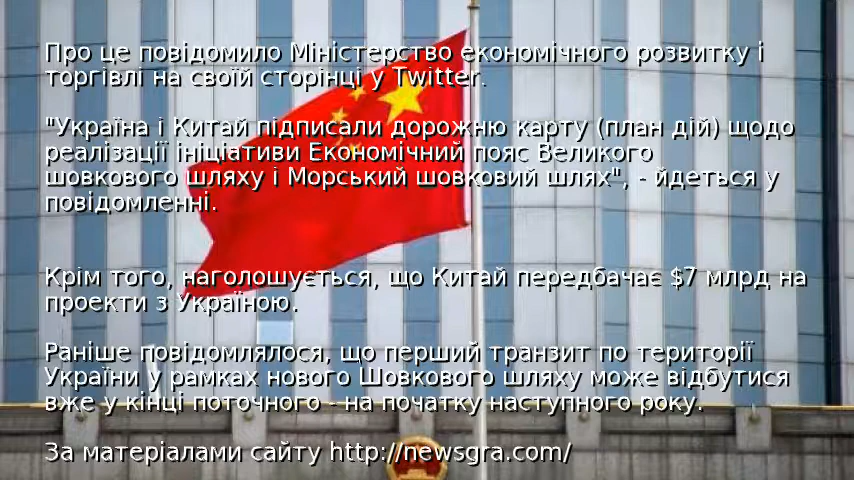 Про це повідомило Міністерство економічного розвитку і
торгівлі на своїй сторінці у Twitter.
"Україна і Китай підписали дорожню карту (план дій) щодо
реалізації ініціативи Економічний пояс Великого
шовкового шляху і Морський шовковий шлях", - йдеться у
повідомленні.
Крім того, наголошується, що Китай передбачає $7 млрд на
проекти з Україною.
Раніше повідомлялося, що перший транзит по території
України у рамках нового Шовкового шляху може відбутися
вже у кінці поточного - на початку наступного року.
За матеріалами сайту http://newsgra.com/